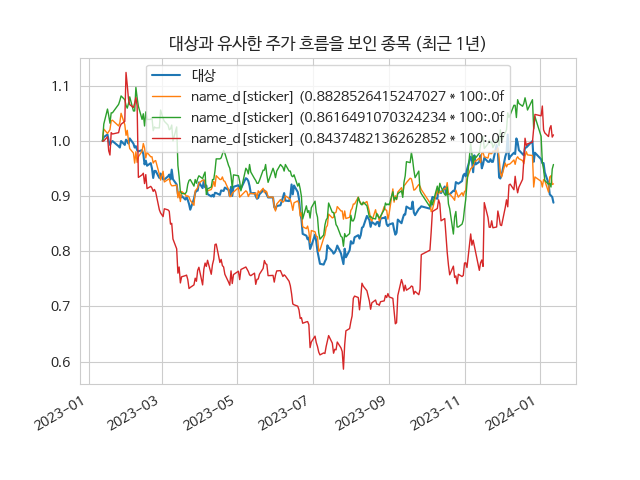 대상과 유사한 주가 흐름을 보인 종목 (최근 1년)
대상
name_d[sticker] (0.8828526415247027 * 100:.0f
name_d[sticker] (0.8616491070324234 * 100:.0f
name_d[sticker] (0.8437482136262852 * 100:.0f
1.1
1.0
0.9
0.8
0.7
0.6
2023-01
2023-03
2023-05
2023-07
2023-09
2023-11
2024-01